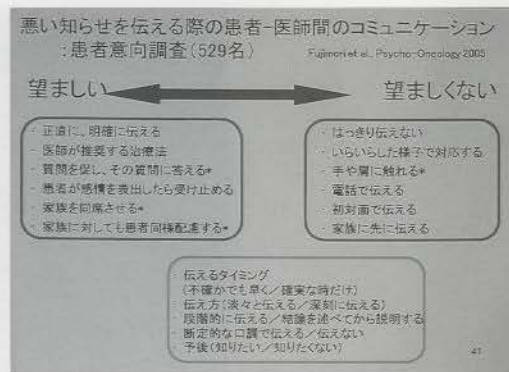 悪い知らせを伝える際の患者-医師間のコミュニケーション
：患者意向調査（529名）
Fujimori et al., Psycho-Oncology 2005
望ましい
望ましくない
- 正直に、明確に伝える
- 医師が推奨する治療法
- 質問を促し、その質問に答える*
- 患者が感情を表出したら受け止める
- 家族を同席させる*
- 家族に対しても患者同様配慮する*
- はっきり伝えない
- いらいらした様子で対応する
- 手や肩に触れる*
- 電話で伝える
- 初対面で伝える
- 家族に先に伝える
- 伝えるタイミング
(不確かでも早く／確実な時だけ)
- 伝え方（淡々と伝える／深刻に伝える）
- 段階的に伝える／結論を述べてから説明する
- 断定的な口調で伝える／伝えない
- 予後（知りたい／知りたくない）
41